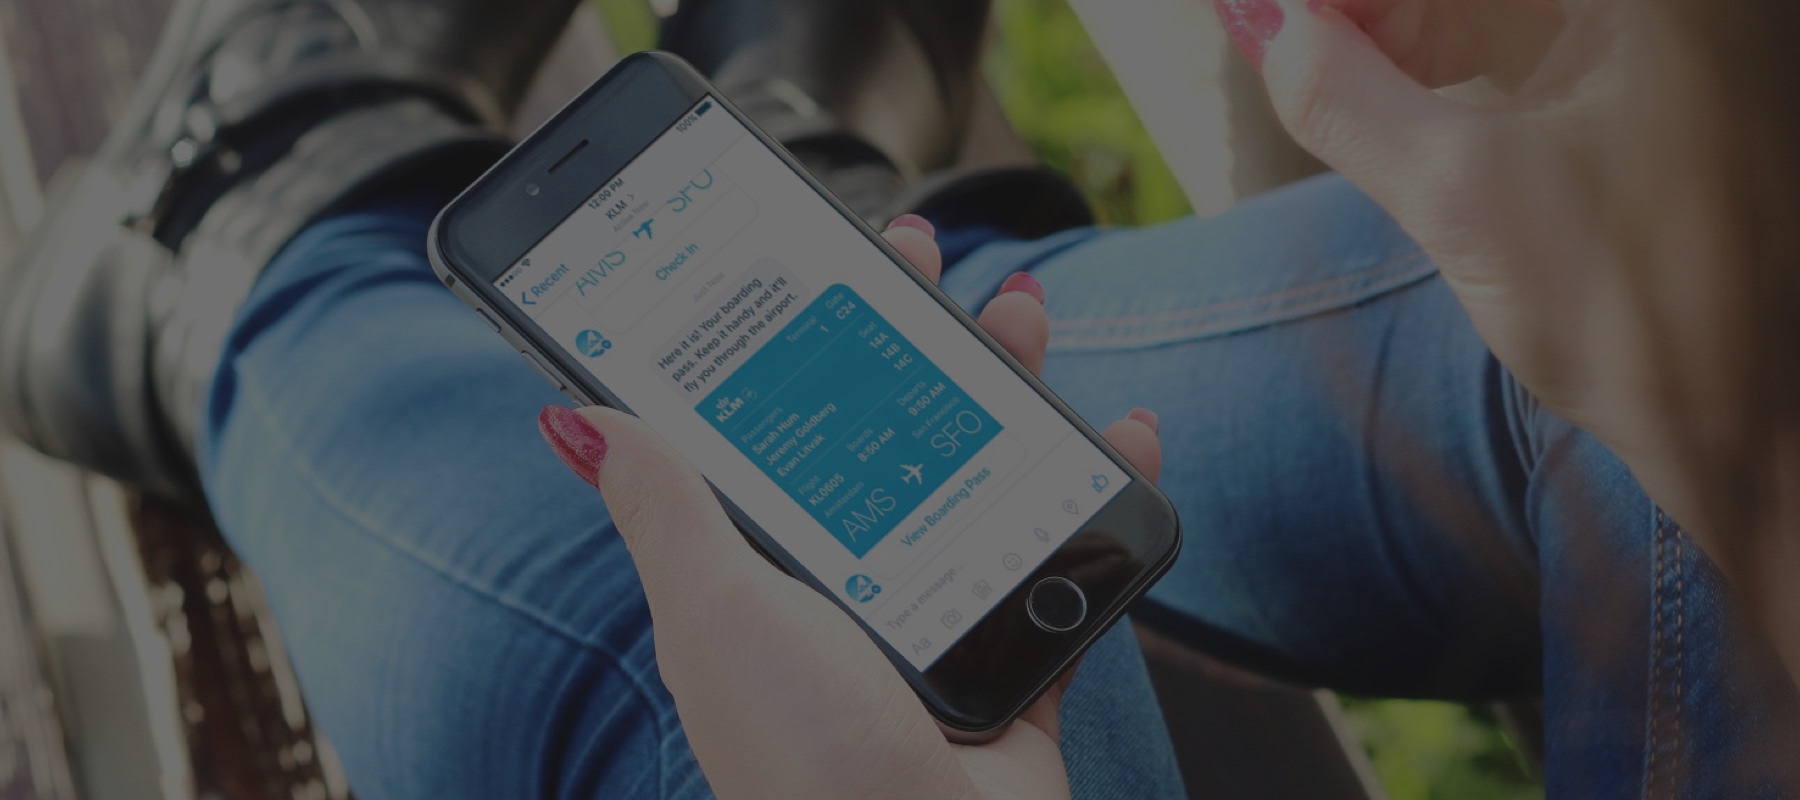 100%
12:00 PM
KLM >
Active Now
< Recent
AMS SFO
Check In
Just Now
Here it is! Your boarding
pass. Keep it handy and it'll
fly you through the airport.
KLM
Terminal Gate
1 C24
Passengers Seat
Sarah Hum 14A
Jeremy Goldberg 14B
Evan Litvak 14C
Flight Boards Departs
KL0605 8:50 AM 9:50 AM
Amsterdam San Francisco
AMS SFO
View Boarding Pass
Type a message...
Aa